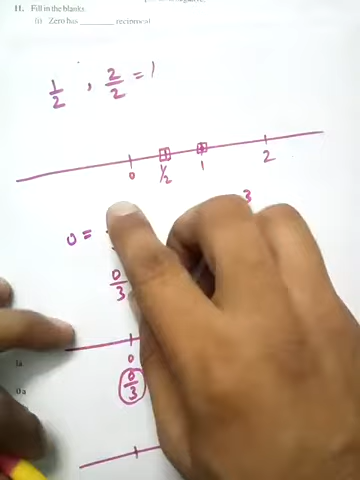 11. Fill in the blanks.
(i) Zero has ________ reciprocal
1/2 , 2/2 = 1
0 1/2 1 2
3
0 =
0/3
0
0/3